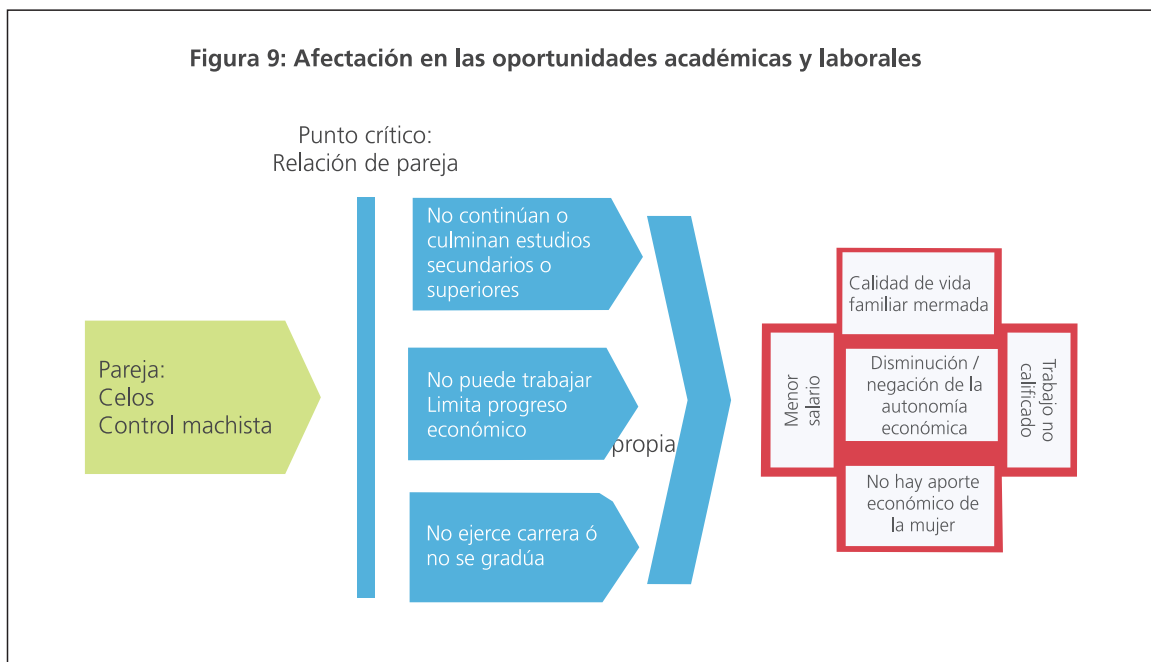 Figura 9: Afectación en las oportunidades académicas y laborales
Punto crítico:
Relación de pareja
Pareja:
Celos
Control machista
No continúan o
culminan estudios
secundarios o
superiores
No puede trabajar
Limita progreso
económico
propia
No ejerce carrera ó
no se gradúa
Calidad de vida
familiar mermada
Menor
salario
Disminución /
negación de la
autonomía
económica
Trabajo no
calificado
No hay aporte
económico de
la mujer